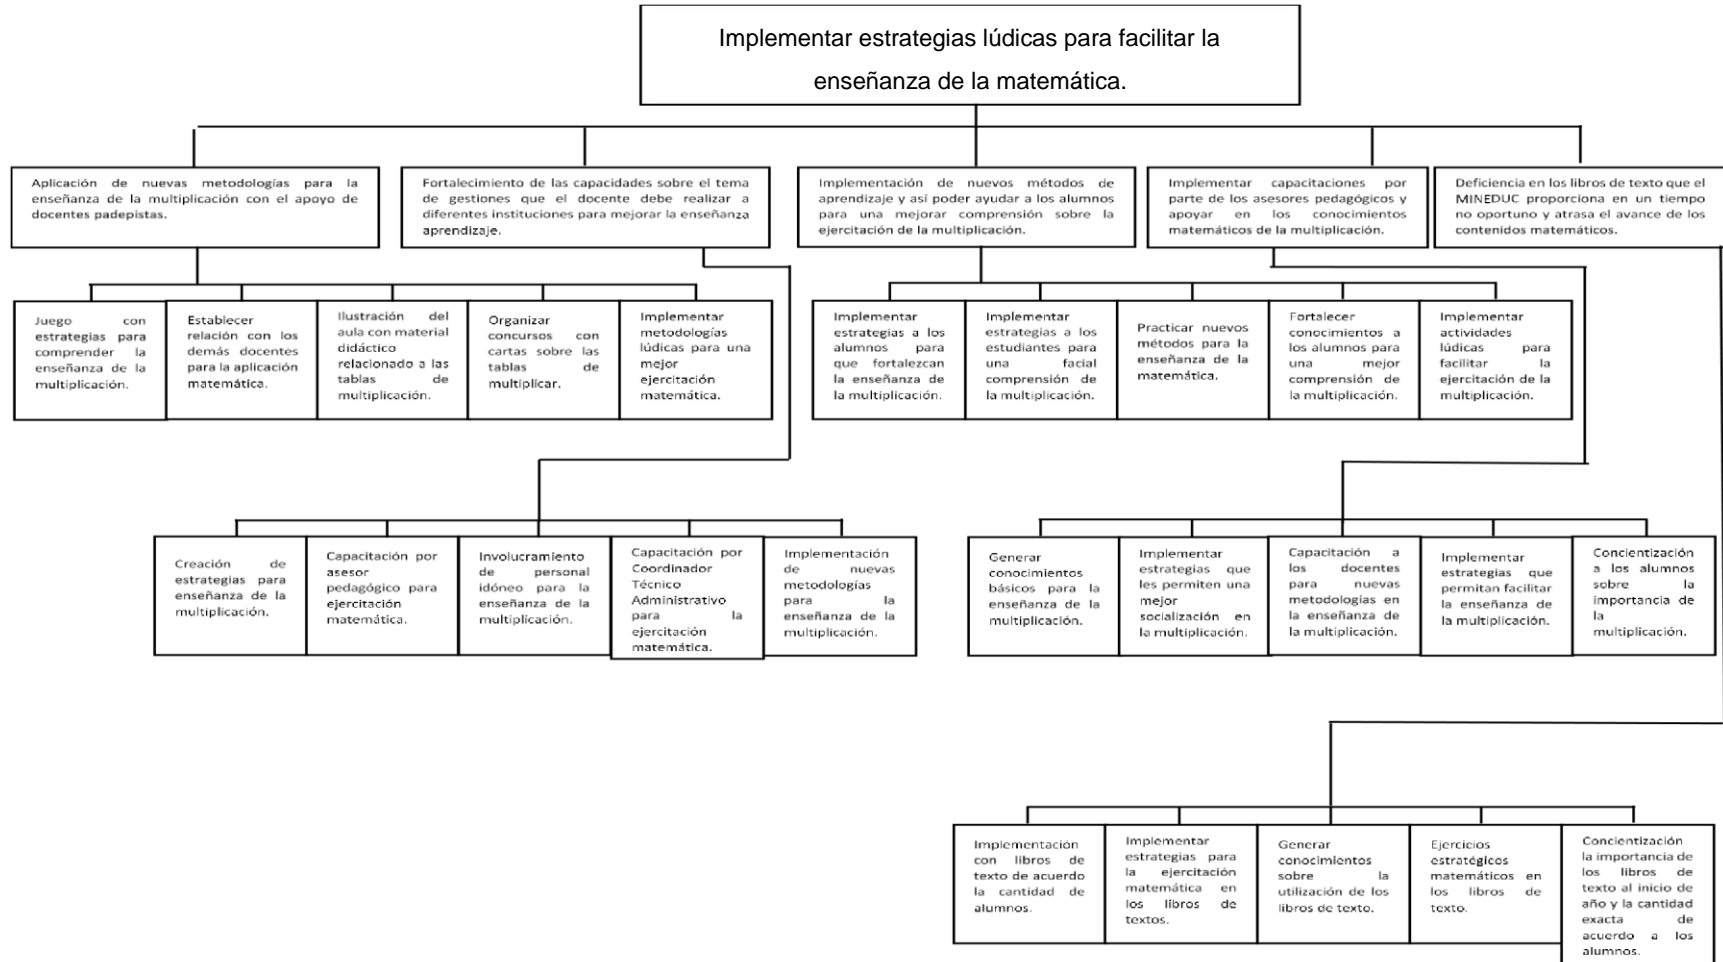 Implementar estrategias lúdicas para facilitar la
enseñanza de la matemática.
Aplicación de nuevas metodologías para la
enseñanza de la multiplicación con el apoyo de
docentes padepistas.
Fortalecimiento de las capacidades sobre el tema
de gestiones que el docente debe realizar a
diferentes instituciones para mejorar la enseñanza
aprendizaje.
Implementación de nuevos métodos de
aprendizaje y así poder ayudar a los alumnos
para una mejorar comprensión sobre la
ejercitación de la multiplicación.
Implementar capacitaciones por
parte de los asesores pedagógicos y
apoyar en los conocimientos
matemáticos de la multiplicación.
Deficiencia en los libros de texto que el
MINEDUC proporciona en un tiempo
no oportuno y atrasa el avance de los
contenidos matemáticos.
Juego con
estrategias para
comprender la
enseñanza de la
multiplicación.
Establecer
relación con los
demás docentes
para la aplicación
matemática.
Ilustración del
aula con material
didáctico
relacionado a las
tablas de
multiplicación.
Organizar
concursos con
cartas sobre las
tablas de
multiplicar.
Implementar
metodologías
lúdicas para una
mejor
ejercitación
matemática.
Implementar
estrategias a los
alumnos para
que fortalezcan
la enseñanza de
la multiplicación.
Implementar
estrategias a los
estudiantes para
una facial
comprensión de
la multiplicación.
Practicar nuevos
métodos para la
enseñanza de la
matemática.
Fortalecer
conocimientos a
los alumnos para
una mejor
comprensión de
la multiplicación.
Implementar
actividades
lúdicas para
facilitar la
ejercitación de la
multiplicación.
Creación de
estrategias para
enseñanza de la
multiplicación.
Capacitación por
asesor
pedagógico para
ejercitación
matemática.
Involucramiento
de personal
idóneo para la
enseñanza de la
multiplicación.
Capacitación por
Coordinador
Técnico
Administrativo
para la
ejercitación
matemática.
Implementación
de nuevas
metodologías
para la
enseñanza de la
multiplicación.
Generar
conocimientos
básicos para la
enseñanza de la
multiplicación.
Implementar
estrategias que
les permiten una
mejor
socialización en
la multiplicación.
Capacitación a
los docentes
para nuevas
metodologías en
la enseñanza de
la multiplicación.
Implementar
estrategias que
permitan facilitar
la enseñanza de
la multiplicación.
Concientización
a los alumnos
sobre la
importancia de
la
multiplicación.
Implementación
con libros de
texto de acuerdo
la cantidad de
alumnos.
Implementar
estrategias para
la ejercitación
matemática en
los libros de
textos.
Generar
conocimientos
sobre la
utilización de los
libros de texto.
Ejercicios
estratégicos
matemáticos en
los libros de
texto.
Concientización
la importancia de
los libros de
texto al inicio de
año y la cantidad
exacta de
acuerdo a los
alumnos.